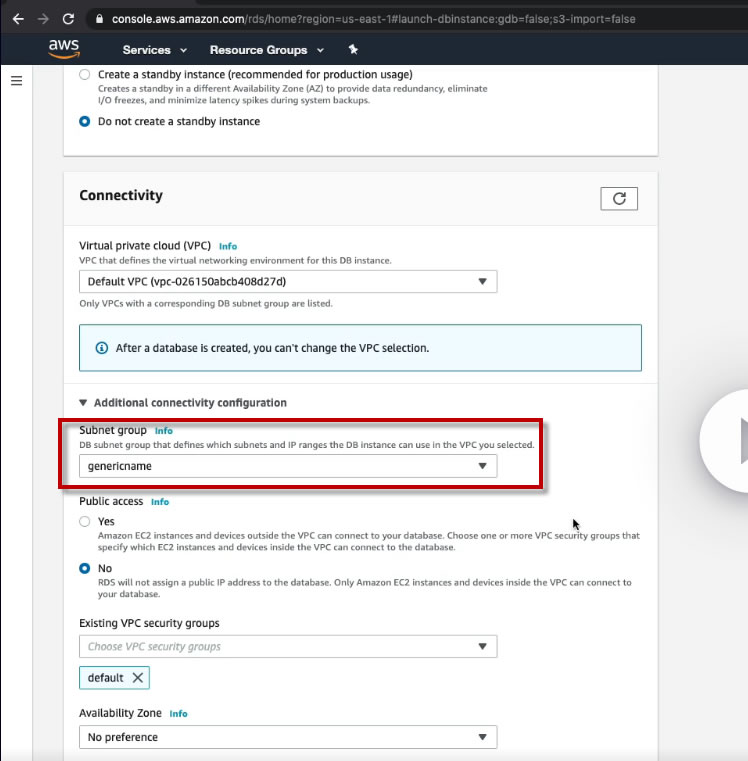 console.aws.amazon.com/rds/home?region=us-east-1#launch-dbinstance:gdb=false;s3-import=false
aws Services Resource Groups
Create a standby instance (recommended for production usage)
Creates a standby in a different Availability Zone (AZ) to provide data redundancy, eliminate
I/O freezes, and minimize latency spikes during system backups.
Do not create a standby instance
Connectivity
Virtual private cloud (VPC) Info
VPC that defines the virtual networking environment for this DB instance.
Default VPC (vpc-026150abcb408d27d)
Only VPCs with a corresponding DB subnet group are listed.
After a database is created, you can't change the VPC selection.
Additional connectivity configuration
Subnet group Info
DB subnet group that defines which subnets and IP ranges the DB instance can use in the VPC you selected.
genericname
Public access Info
Yes
Amazon EC2 instances and devices outside the VPC can connect to your database. Choose one or more VPC security groups that
specify which EC2 instances and devices inside the VPC can connect to the database.
No
RDS will not assign a public IP address to the database. Only Amazon EC2 instances and devices inside the VPC can connect to
your database.
Existing VPC security groups
Choose VPC security groups
default
Availability Zone Info
No preference